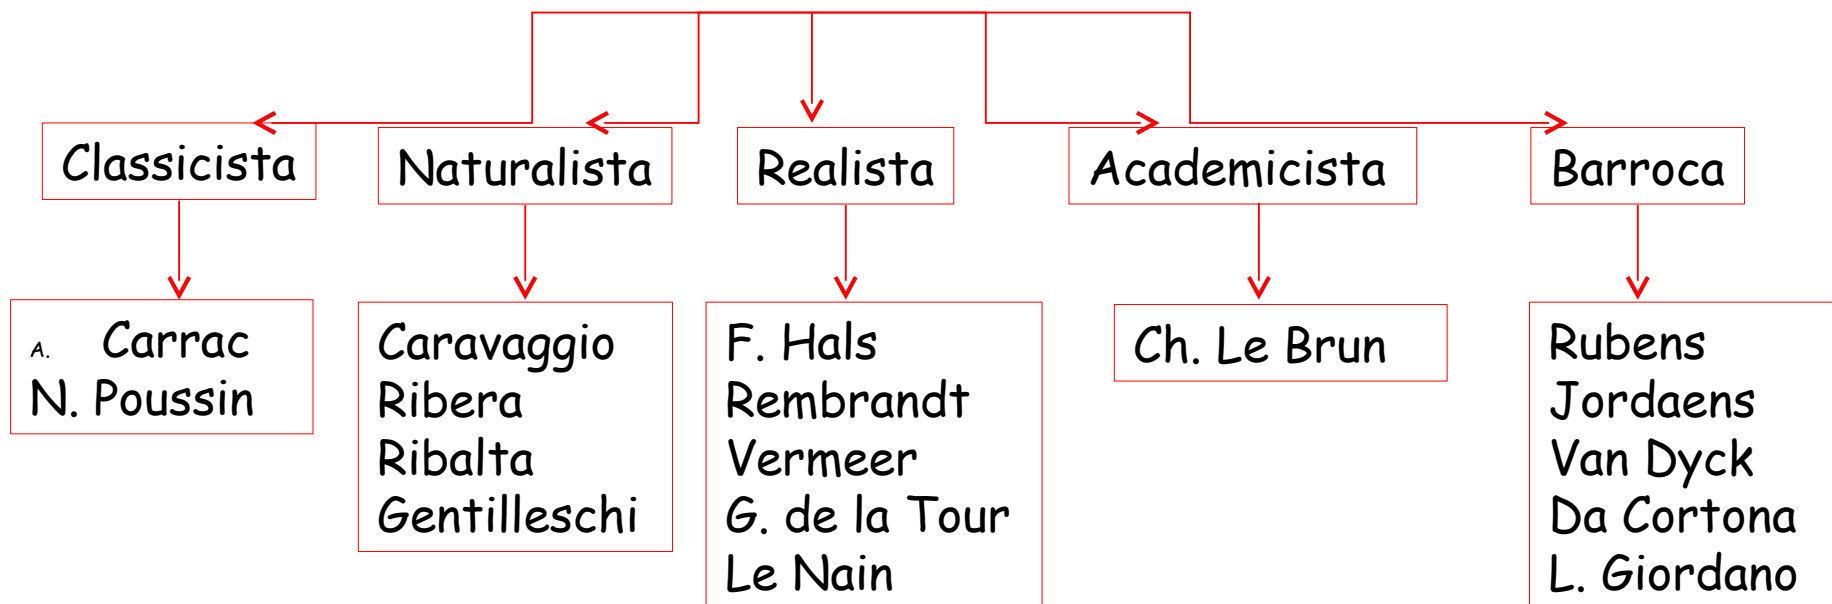 Classicista
Naturalista
Realista
Academicista
Barroca
A. Carrac
N. Poussin
Caravaggio
Ribera
Ribalta
Gentilleschi
F. Hals
Rembrandt
Vermeer
G. de la Tour
Le Nain
Ch. Le Brun
Rubens
Jordaens
Van Dyck
Da Cortona
L. Giordano